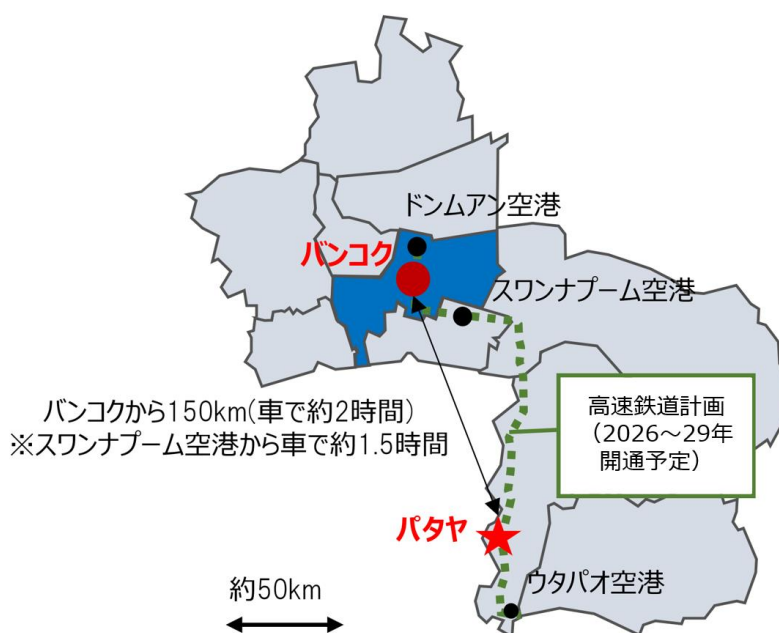 ドンムアン空港
バンコク
スワンナプーム空港
バンコクから150km(車で約2時間)
※スワンナプーム空港から車で約1.5時間
高速鉄道計画
（2026～29年
開通予定）
パタヤ
ウタパオ空港
約50km